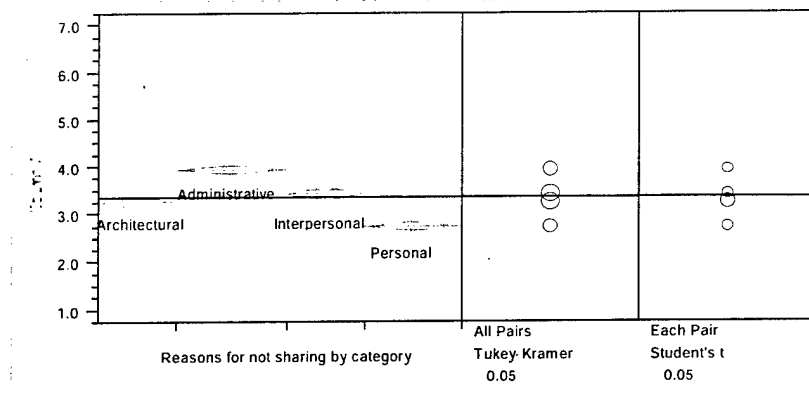 7.0
6.0
5.0
4.0
3.0
2.0
1.0
Administrative
Architectural
Interpersonal
Personal
Reasons for not sharing by category
All Pairs
Tukey-Kramer
0.05
Each Pair
Student's t
0.05